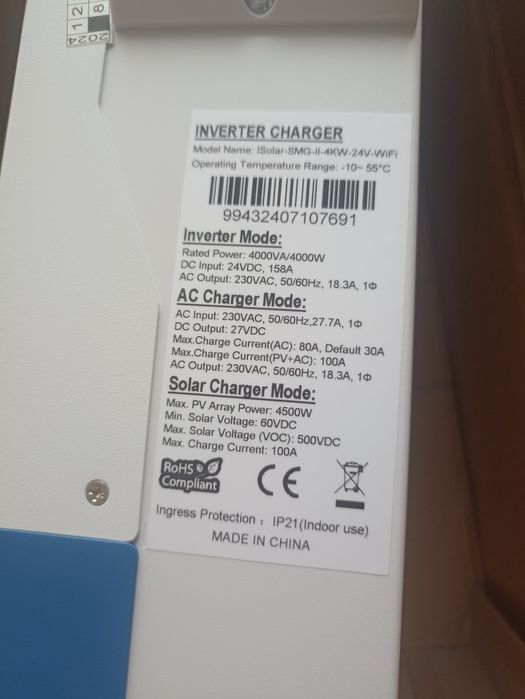 12
8
2024
INVERTER CHARGER
Model Name: ISolar-SMG-II-4KW-24V-WiFi
Operating Temperature Range: -10~ 55°C
99432407107691
Inverter Mode:
Rated Power: 4000VA/4000W
DC Input: 24VDC, 158A
AC Output: 230VAC, 50/60Hz, 18.3A, 1Φ
AC Charger Mode:
AC Input: 230VAC, 50/60Hz,27.7A, 1Φ
DC Output: 27VDC
Max.Charge Current(AC): 80A, Default 30A
Max.Charge Current(PV+AC): 100A
AC Output: 230VAC, 50/60Hz, 18.3A, 1Φ
Solar Charger Mode:
Max. PV Array Power: 4500W
Min. Solar Voltage: 60VDC
Max. Solar Voltage (VOC): 500VDC
Max. Charge Current: 100A
RoHS
Compliant
CE
Ingress Protection : IP21(Indoor use)
MADE IN CHINA